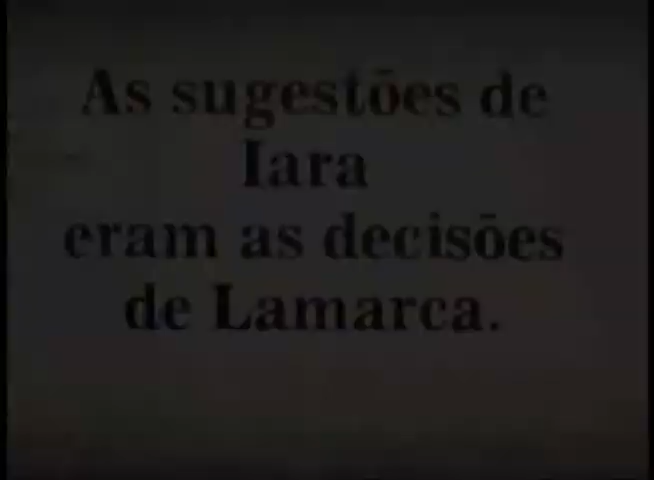 As sugestões de
Iara
eram as decisões
de Lamarca.